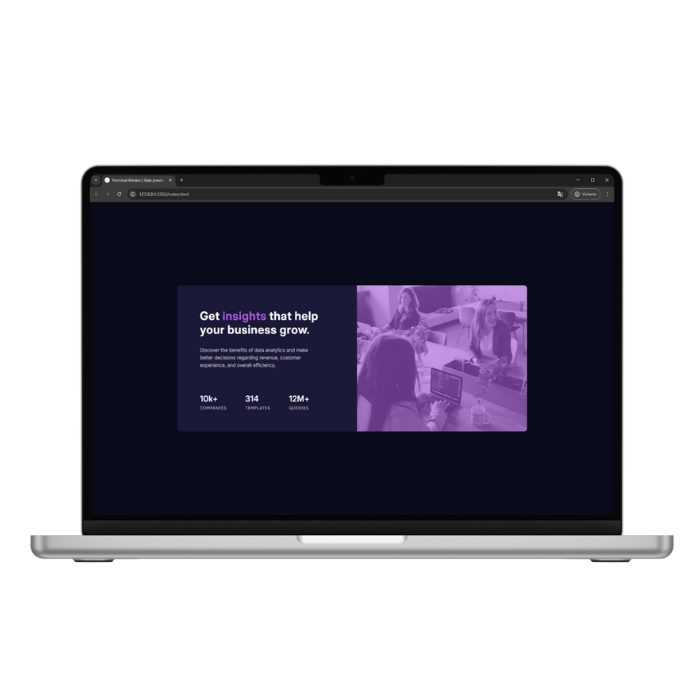 Frontend Mentor | Stats preview
127.0.0.1:5502/index.html
Visitante
Get insights that help
your business grow.
Discover the benefits of data analytics and make
better decisions regarding revenue, customer
experience, and overall efficiency.
10k+ 314 12M+
COMPANIES TEMPLATES QUERIES